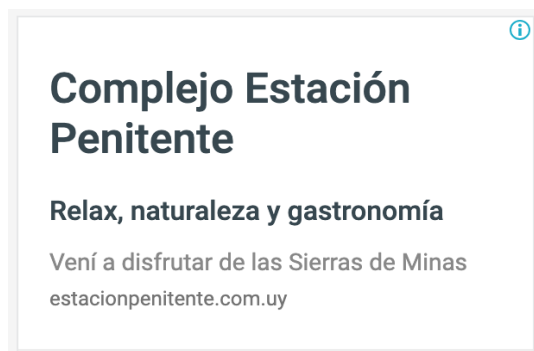 Complejo Estación
Penitente
Relax, naturaleza y gastronomía
Vení a disfrutar de las Sierras de Minas
estacionpenitente.com.uy